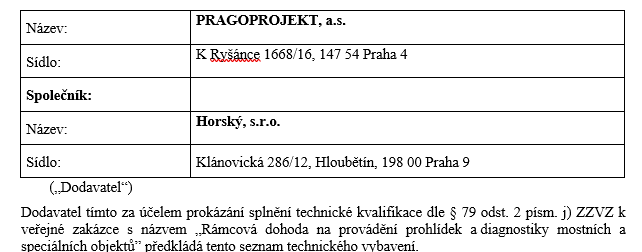 Název: PRAGOPROJEKT, a.s.
Sídlo: K Ryšánce 1668/16, 147 54 Praha 4
Společník:
Název: Horský, s.r.o.
Sídlo: Klánovická 286/12, Hloubětín, 198 00 Praha 9
(„Dodavatel“)
Dodavatel tímto za účelem prokázání splnění technické kvalifikace dle § 79 odst. 2 písm. j) ZZVZ k
veřejné zakázce s názvem „Rámcová dohoda na provádění prohlídek a diagnostiky mostních a
speciálních objektů“ předkládá tento seznam technického vybavení.